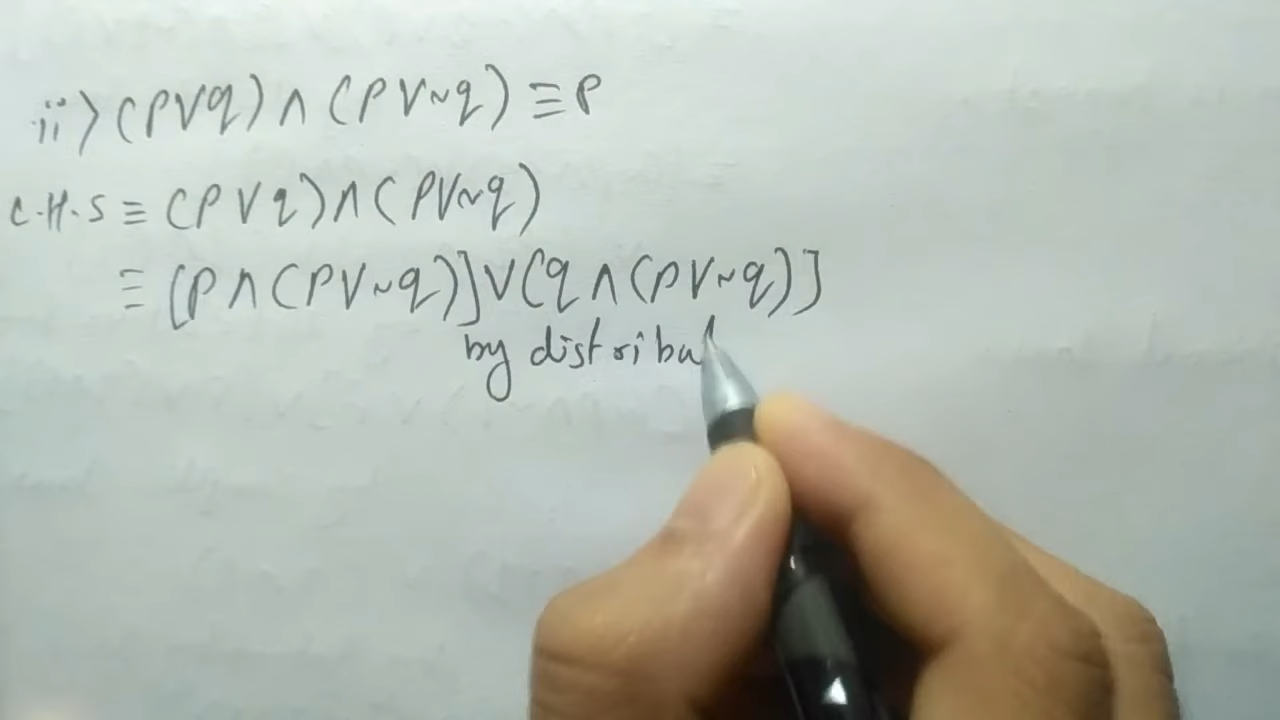 ii> (P∨q) ∧ (P∨~q) ≡ P
L.H.S ≡ (P∨q) ∧ (P∨~q)
≡ [P∧(P∨~q)] ∨ [q∧(P∨~q)]
by distribu